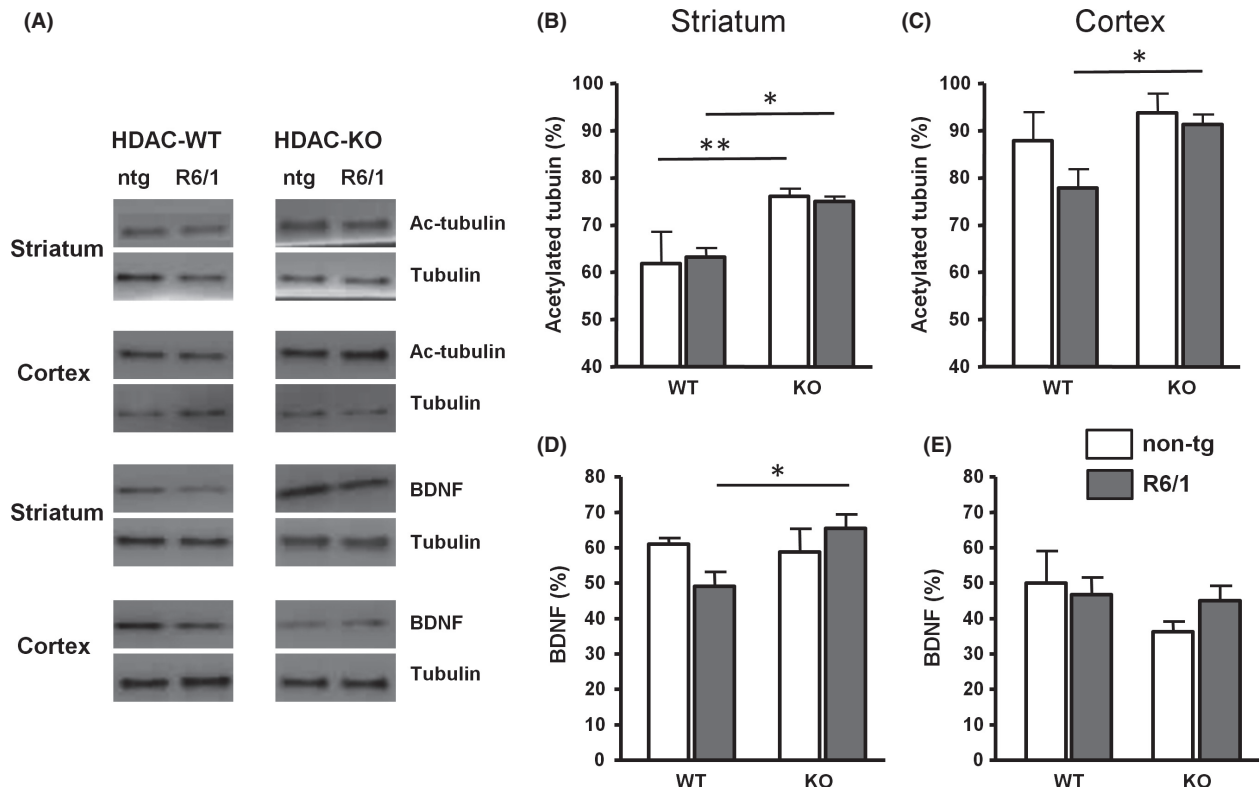 (A)
HDAC-WT HDAC-KO
ntg R6/1 ntg R6/1
Striatum
Ac-tubulin
Tubulin
Cortex
Ac-tubulin
Tubulin
Striatum
BDNF
Tubulin
Cortex
BDNF
Tubulin
(B) Striatum
Acetylated tubuin (%)
100
90
80
70
60
50
40
*
**
WT KO
(C) Cortex
Acetylated tubuin (%)
100
90
80
70
60
50
40
*
WT KO
(D)
BDNF (%)
80
70
60
50
40
30
20
10
0
*
WT KO
(E)
non-tg
R6/1
BDNF (%)
80
70
60
50
40
30
20
10
0
WT KO